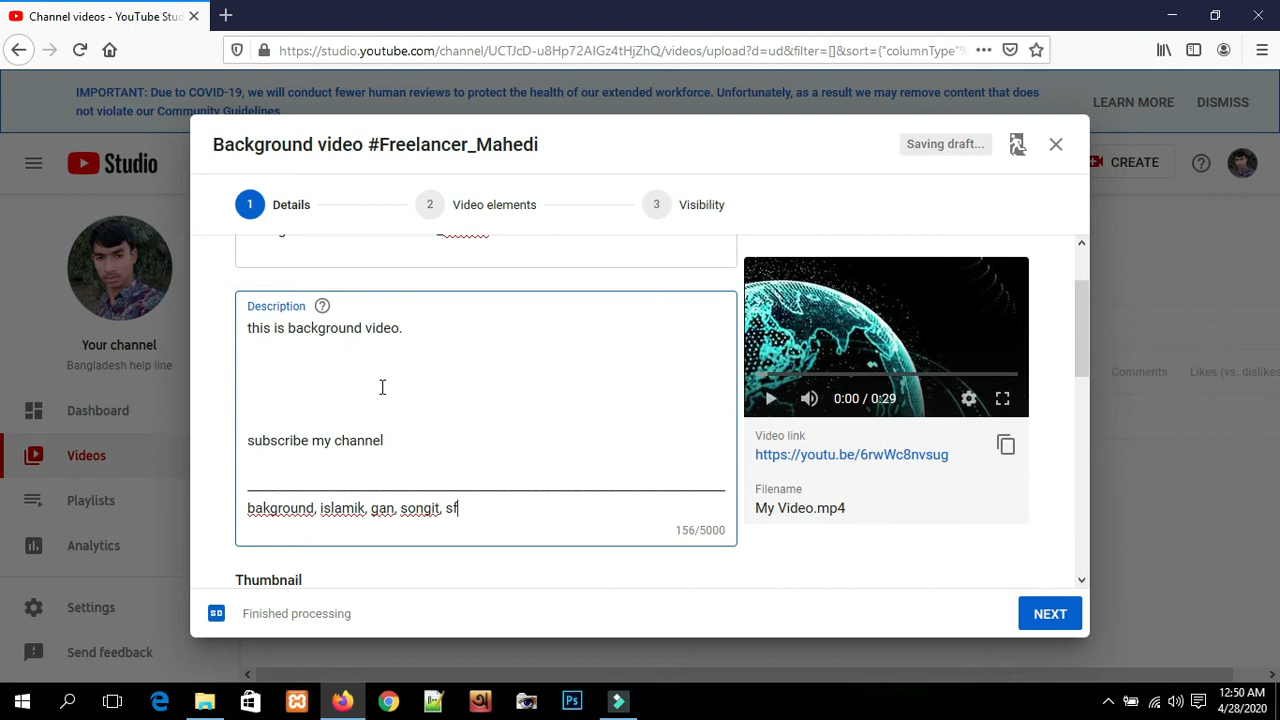 Channel videos - YouTube Stud
https://studio.youtube.com/channel/UCTJcD-u8Hp72AIGz4tHjZhQ/videos/upload?d=ud&filter=[]&sort={"columnType"
IMPORTANT: Due to COVID-19, we will conduct fewer human reviews to protect the health of our extended workforce. Unfortunately, as a result we may remove content that does
not violate our Community Guidelines.
LEARN MORE
DISMISS
Studio
CREATE
Background video #Freelancer_Mahedi
Saving draft...
1 Details
2 Video elements
3 Visibility
Your channel
Bangladesh help line
Dashboard
Videos
Playlists
Analytics
Settings
Send feedback
Description
this is background video.
subscribe my channel
bakground, islamik, gan, songit, sf
156/5000
Thumbnail
0:00 / 0:29
Video link
https://youtu.be/6rwWc8nvsug
Filename
My Video.mp4
Comments
Likes (vs. dislikes
SD
Finished processing
NEXT
Ps
12:50 AM
4/28/2020